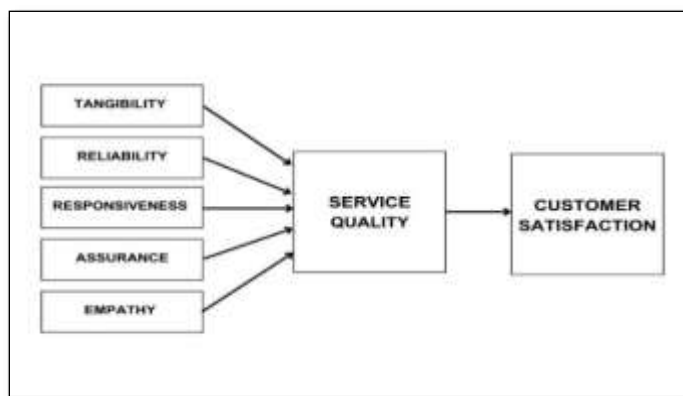 TANGIBILITY
RELIABILITY
RESPONSIVENESS
ASSURANCE
EMPATHY
SERVICE
QUALITY
CUSTOMER
SATISFACTION